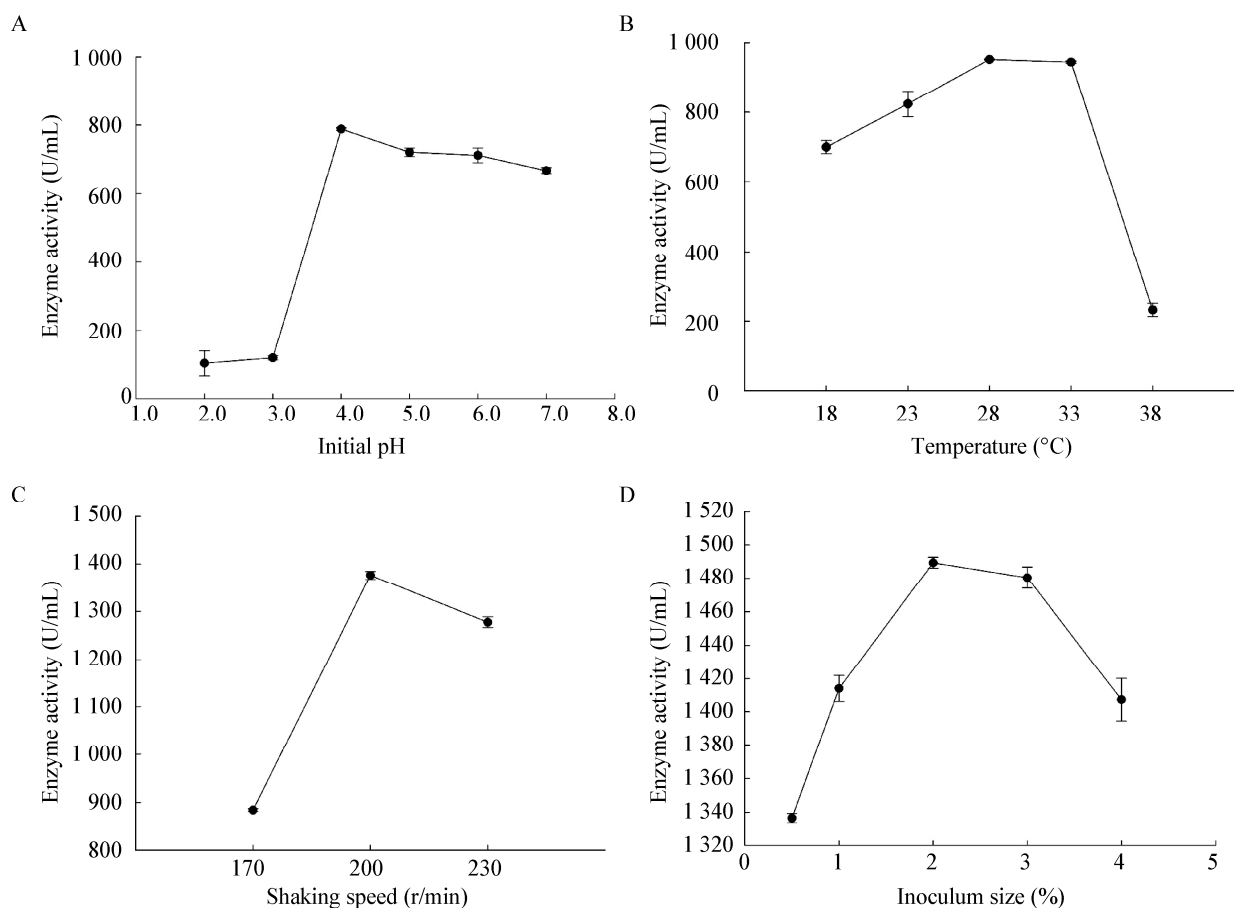 A
1 000
800
600
400
200
0
1.0 2.0 3.0 4.0 5.0 6.0 7.0 8.0
Initial pH
Enzyme activity (U/mL)
B
1 000
800
600
400
200
0
18 23 28 33 38
Temperature (°C)
Enzyme activity (U/mL)
C
1 500
1 400
1 300
1 200
1 100
1 000
900
800
170 200 230
Shaking speed (r/min)
Enzyme activity (U/mL)
D
1 520
1 500
1 480
1 460
1 440
1 420
1 400
1 380
1 360
1 340
1 320
0 1 2 3 4 5
Inoculum size (%)
Enzyme activity (U/mL)